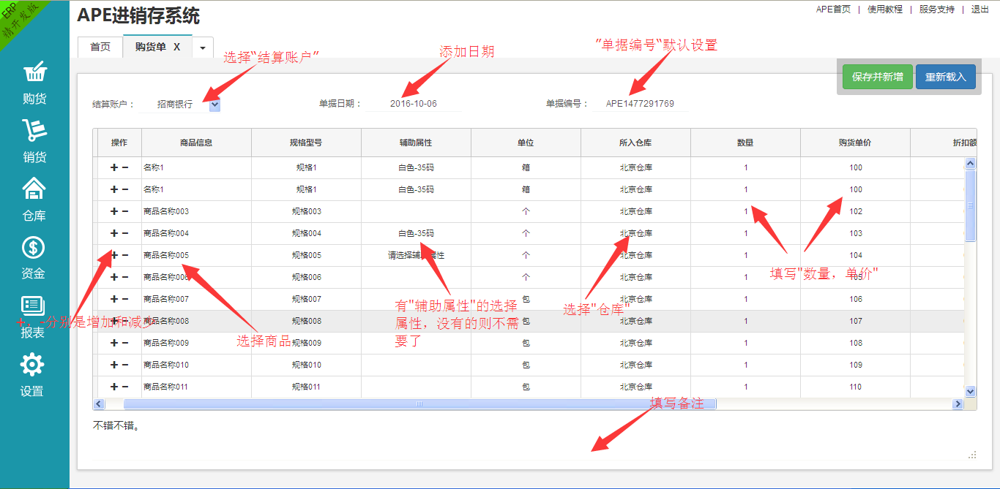 ERP
精开发版
APE进销存系统
APE首页 | 使用教程 | 服务支持 | 退出
首页
购货单 X
选择“结算账户”
添加日期
”单据编号“默认设置
保存并新增
重新载入
结算账户：
招商银行
单据日期：
2016-10-06
单据编号：
APE1477291769
操作 商品信息 规格型号 辅助属性 单位 所入仓库 数量 购货单价 折扣额
+ - 名称1 规格1 白色-35码 箱 北京仓库 1 100
+ - 名称1 规格1 白色-35码 箱 北京仓库 1 100
+ - 商品名称003 规格003 个 北京仓库 1 102
+ - 商品名称004 规格004 白色-35码 个 北京仓库 1 103
+ - 商品名称005 规格005 请选择辅助属性 个 北京仓库 1 104
+ - 商品名称006 规格006 个 北京仓库 105
+ - 商品名称007 规格007 包 北京仓库 1 106
+ - 商品名称008 规格008 包 北京仓库 1 107
+ - 商品名称009 规格009 包 北京仓库 1 108
+ - 商品名称010 规格010 包 北京仓库 1 109
+ - 商品名称011 规格011 包 北京仓库 1 110
填写"数量，单价"
有"辅助属性"的选择
属性，没有的则不需
要了
选择"仓库"
+，-分别是增加和减少
选择商品
填写备注
不错不错。
购货
销货
仓库
资金
报表
设置